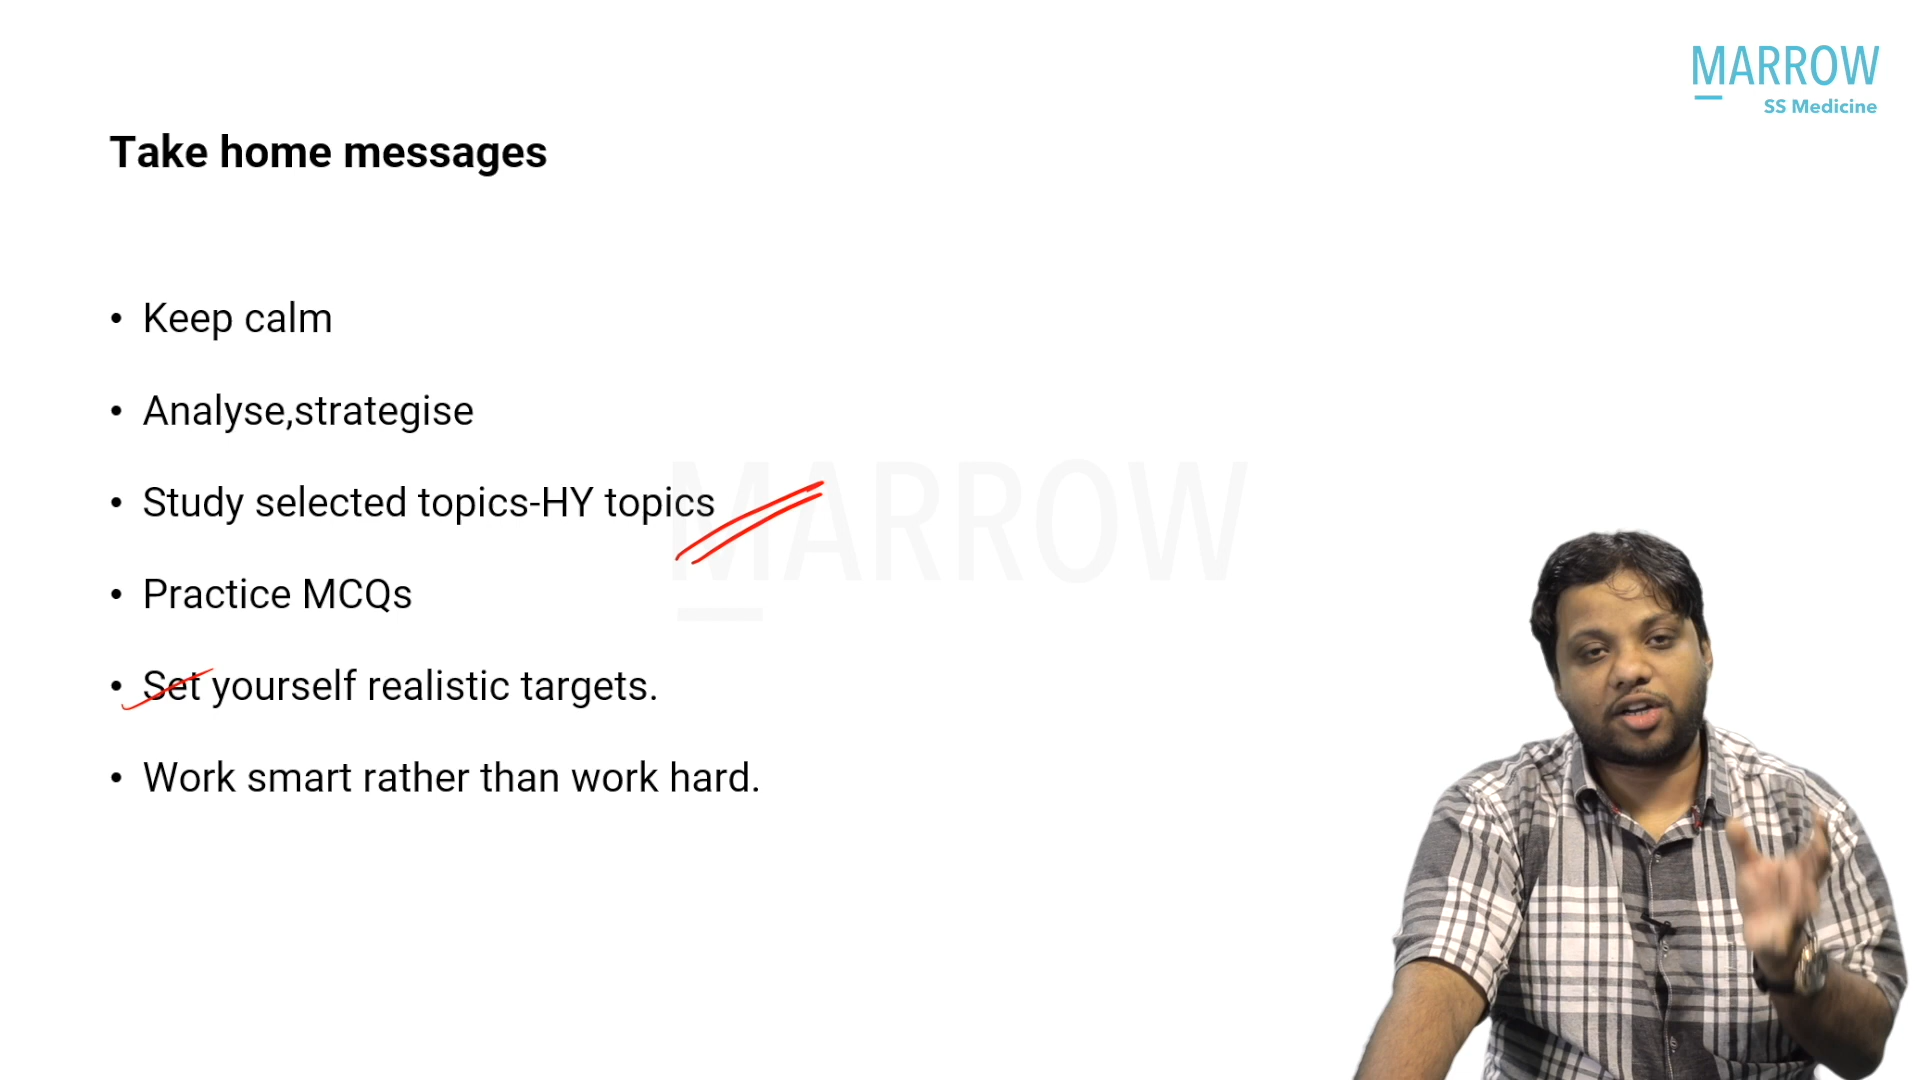 MARROW
SS Medicine
Take home messages
• Keep calm
• Analyse,strategise
• Study selected topics-HY topics
• Practice MCQs
• Set yourself realistic targets.
• Work smart rather than work hard.
MARROW